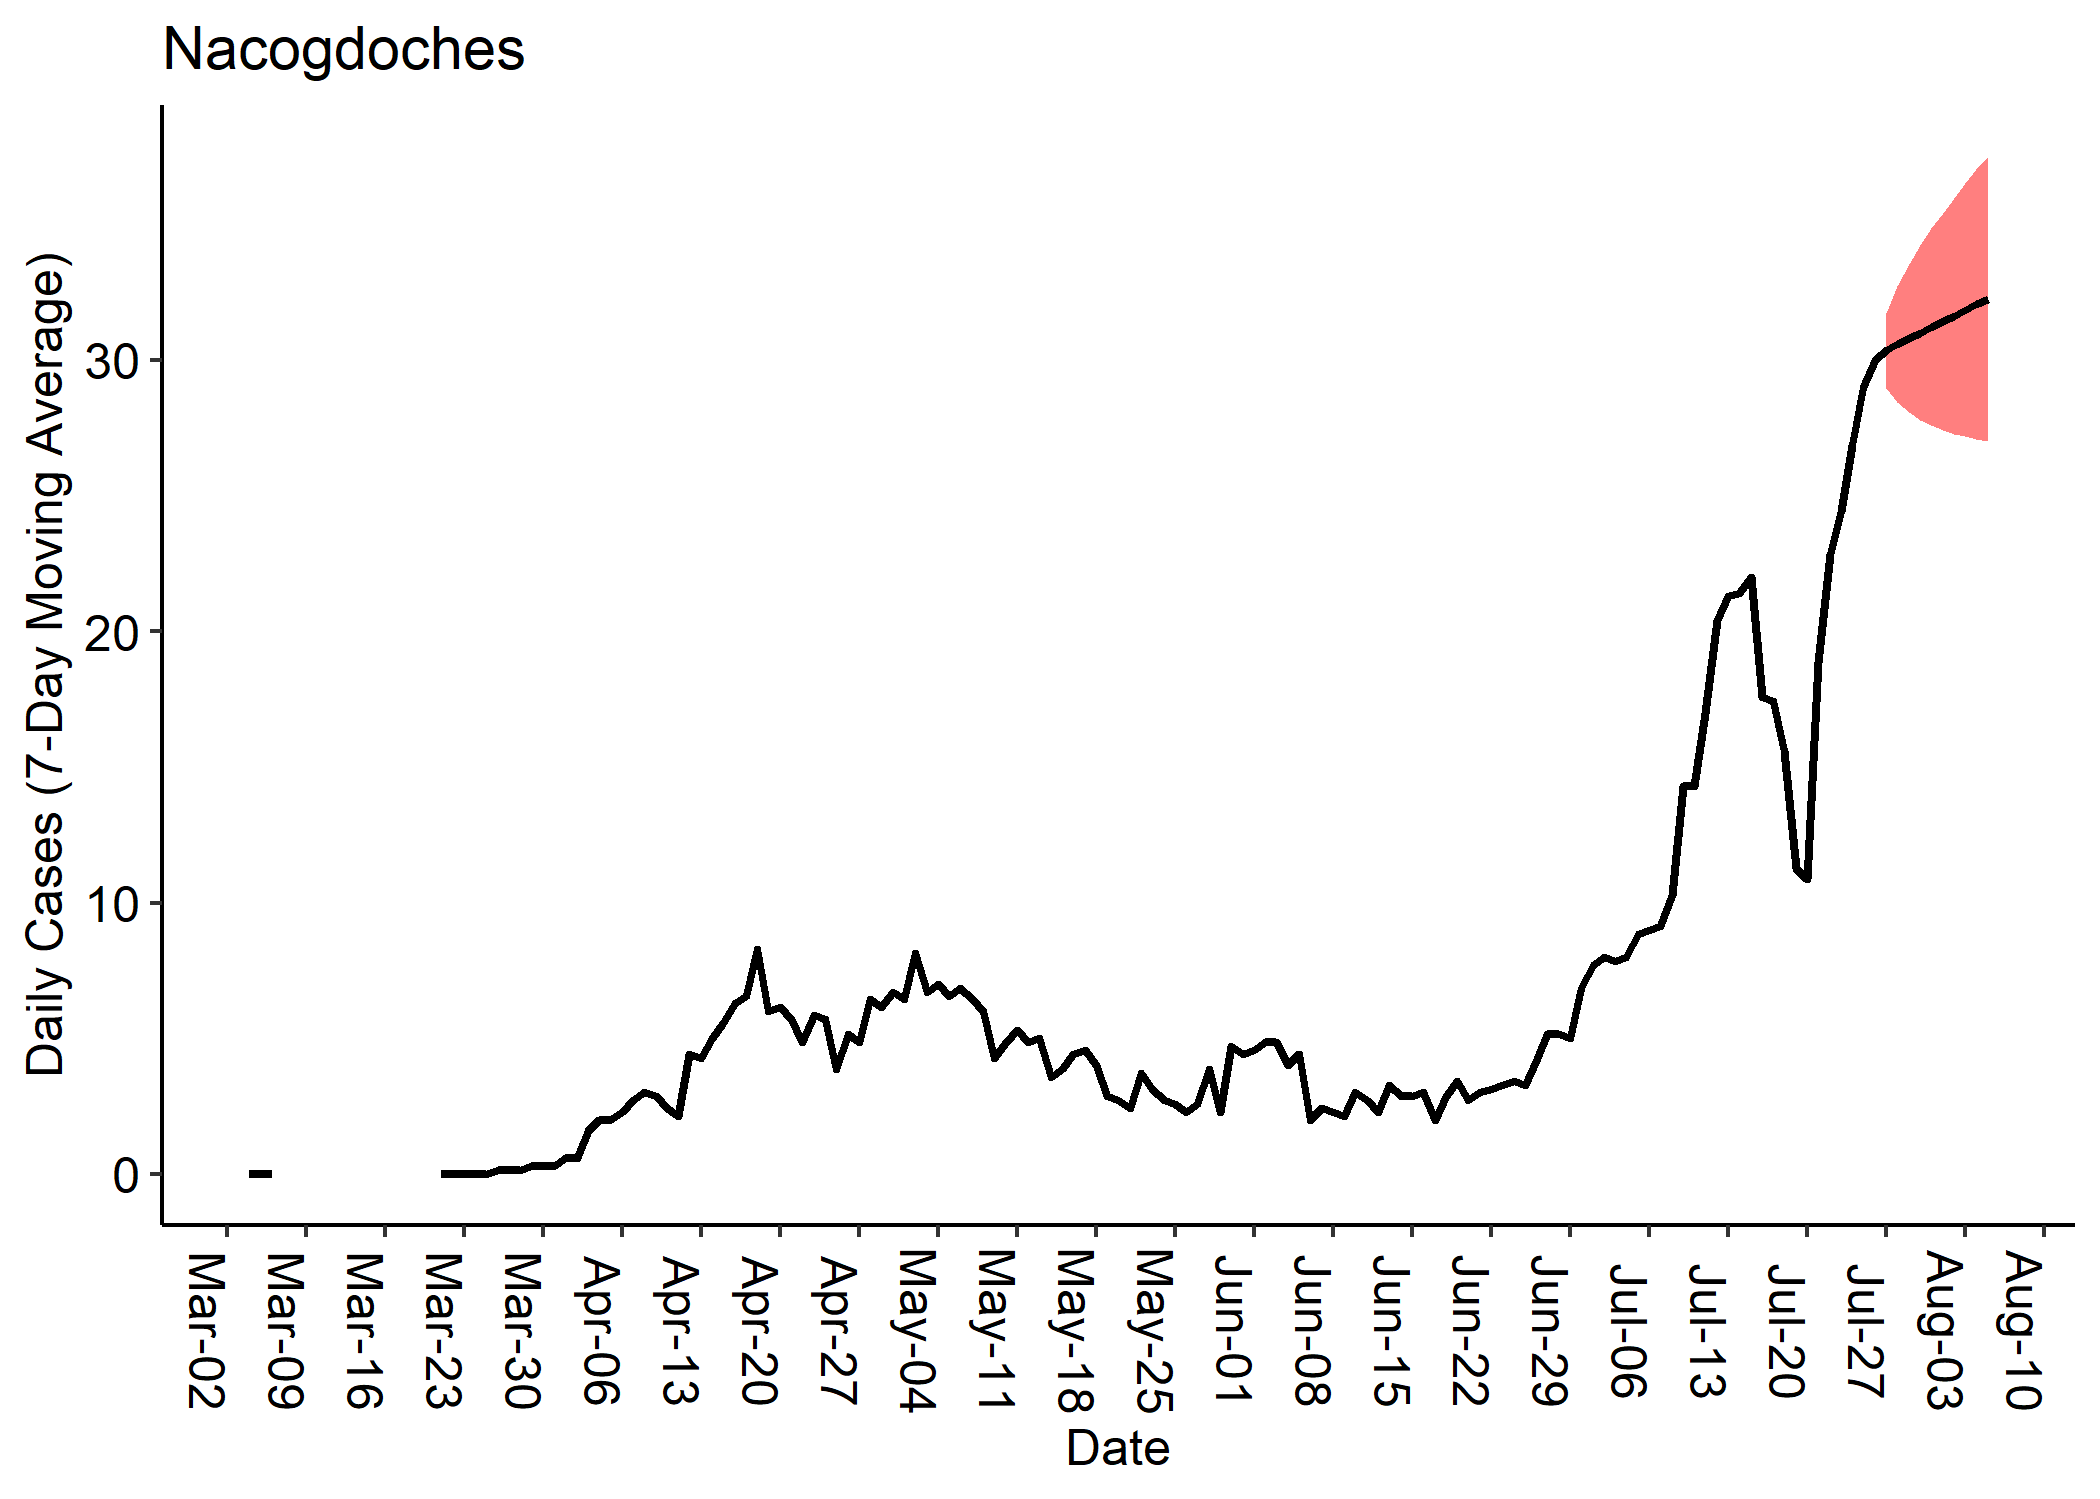 Nacogdoches
Daily Cases (7-Day Moving Average)
30
20
10
0
Mar-02
Mar-09
Mar-16
Mar-23
Mar-30
Apr-06
Apr-13
Apr-20
Apr-27
May-04
May-11
May-18
May-25
Jun-01
Jun-08
Jun-15
Jun-22
Jun-29
Jul-06
Jul-13
Jul-20
Jul-27
Aug-03
Aug-10
Date